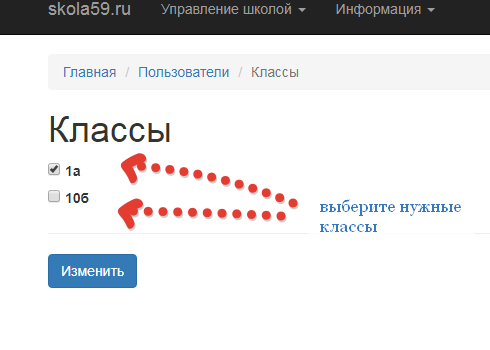 skola59.ru Управление школой Информация
Главная / Пользователи / Классы
Классы
1а
10б
выберите нужные
классы
Изменить